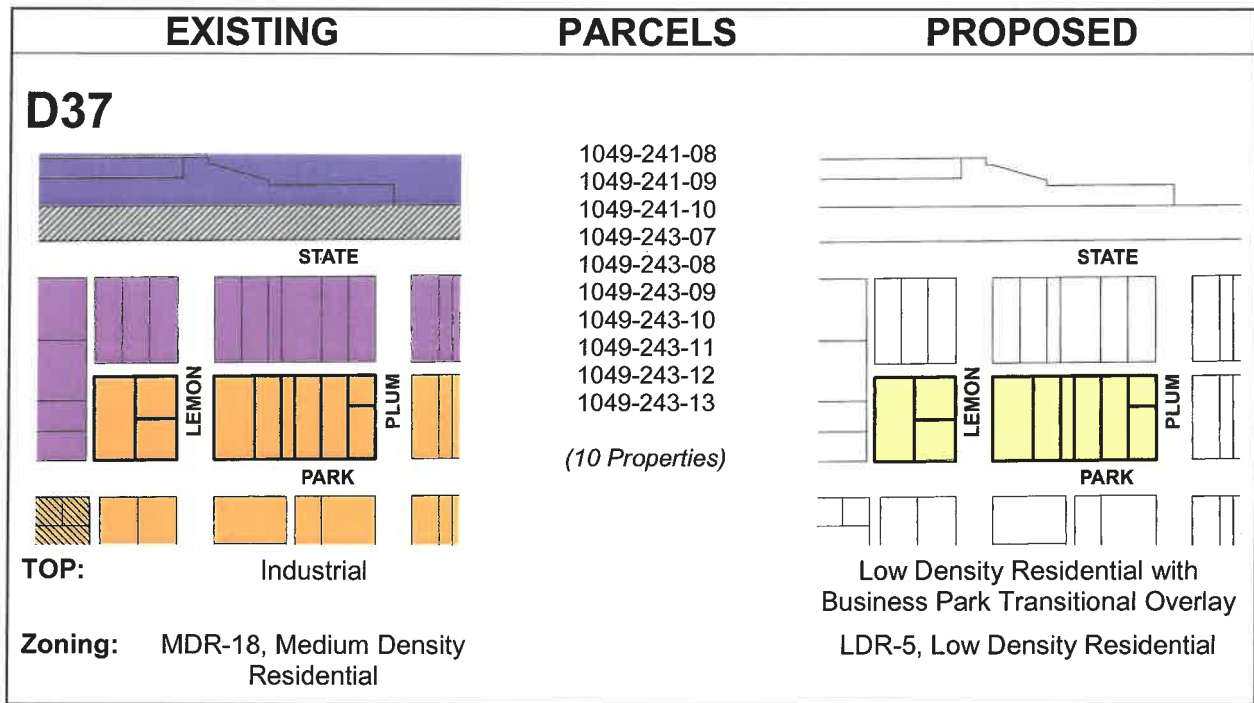 EXISTING
PARCELS
PROPOSED
D37
STATE
LEMON
PLUM
PARK
1049-241-08
1049-241-09
1049-241-10
1049-243-07
1049-243-08
1049-243-09
1049-243-10
1049-243-11
1049-243-12
1049-243-13
(10 Properties)
STATE
LEMON
PLUM
PARK
TOP:
Industrial
Low Density Residential with
Business Park Transitional Overlay
Zoning:
MDR-18, Medium Density
Residential
LDR-5, Low Density Residential